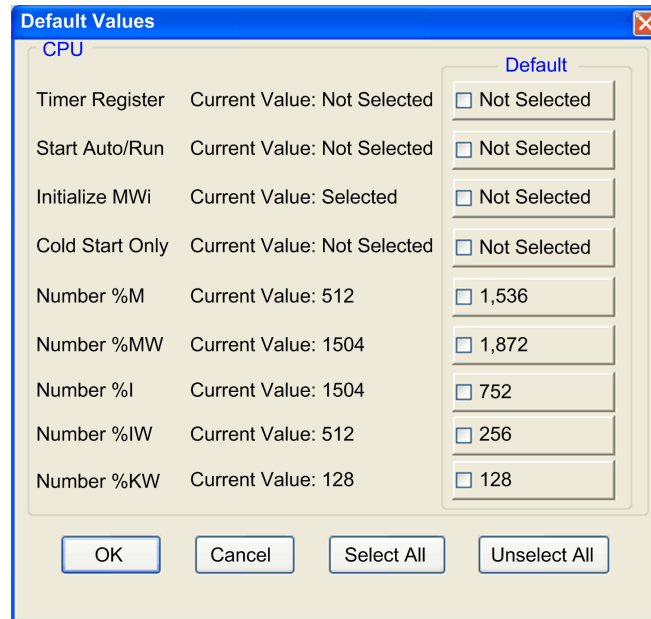 Default Values
CPU
Default
Timer Register Current Value: Not Selected Not Selected
Start Auto/Run Current Value: Not Selected Not Selected
Initialize MWi Current Value: Selected Not Selected
Cold Start Only Current Value: Not Selected Not Selected
Number %M Current Value: 512 1,536
Number %MW Current Value: 1504 1,872
Number %I Current Value: 1504 752
Number %IW Current Value: 512 256
Number %KW Current Value: 128 128
OK Cancel Select All Unselect All